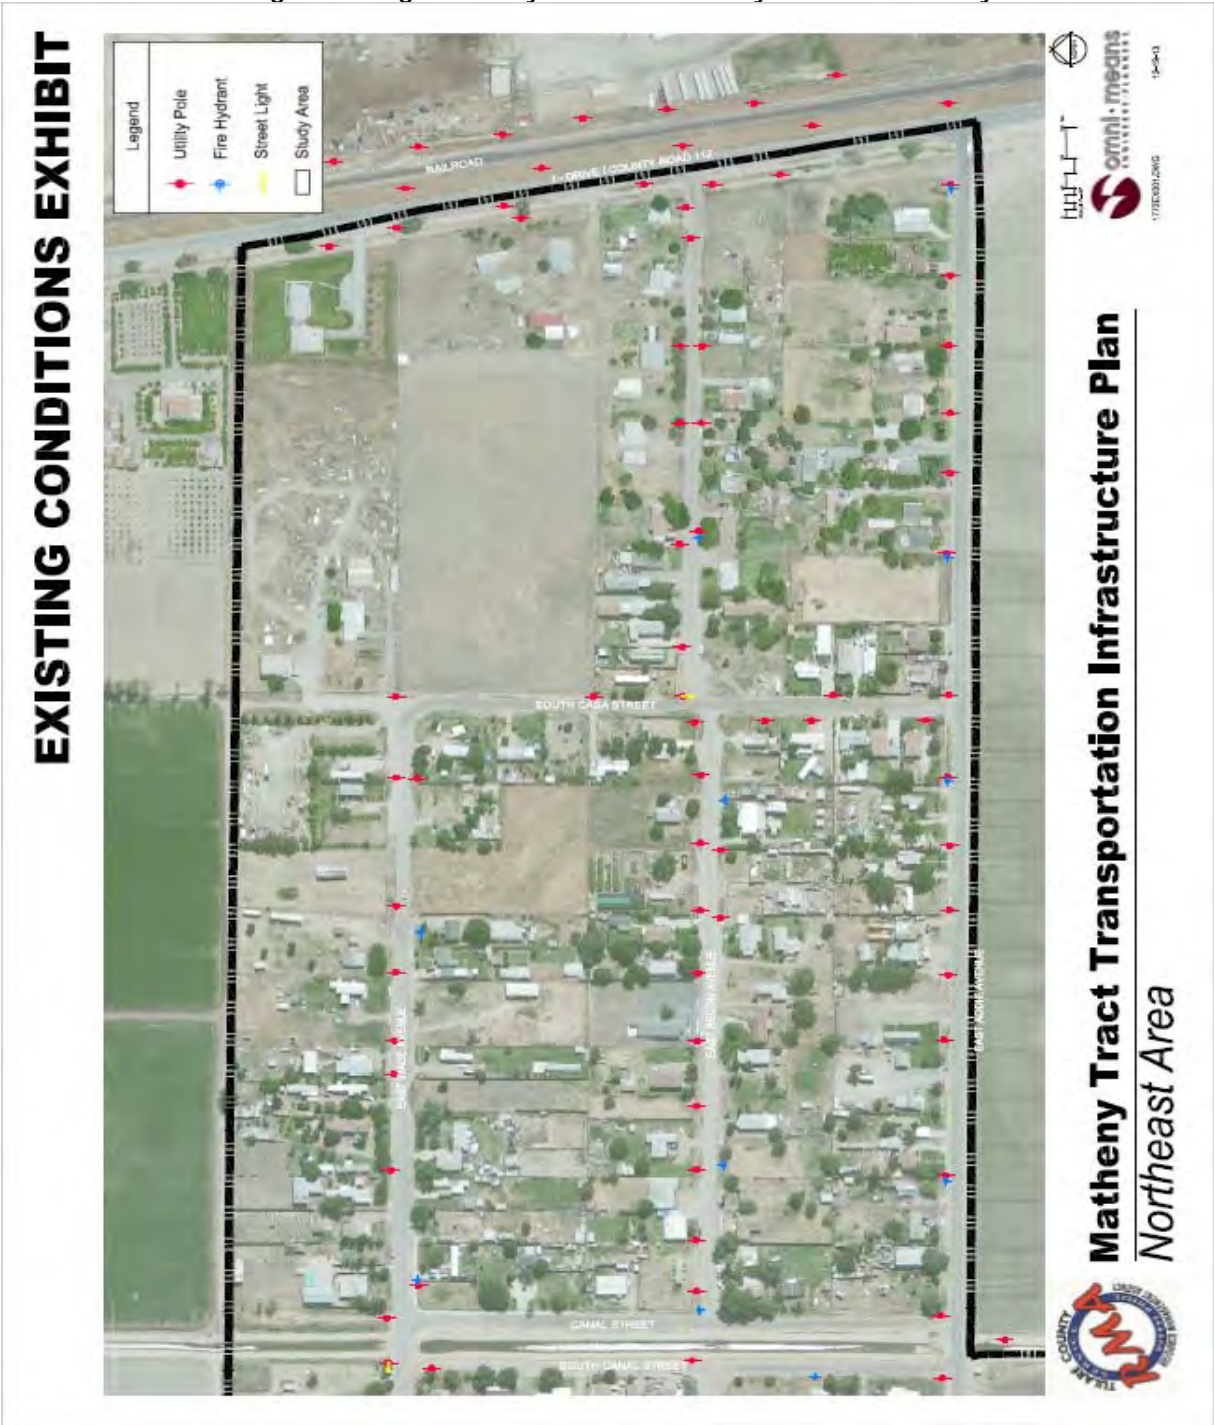 EXISTING CONDITIONS EXHIBIT
Legend
Utility Pole
Fire Hydrant
Street Light
Study Area
RAILROAD
I - DRIVE / COUNTY ROAD 112
SOUTH CASA STREET
EAST ADDIE AVENUE
CANAL STREET
SOUTH CANAL STREET
Matheny Tract Transportation Infrastructure Plan
Northeast Area
TULARE COUNTY
RMA
omni·means